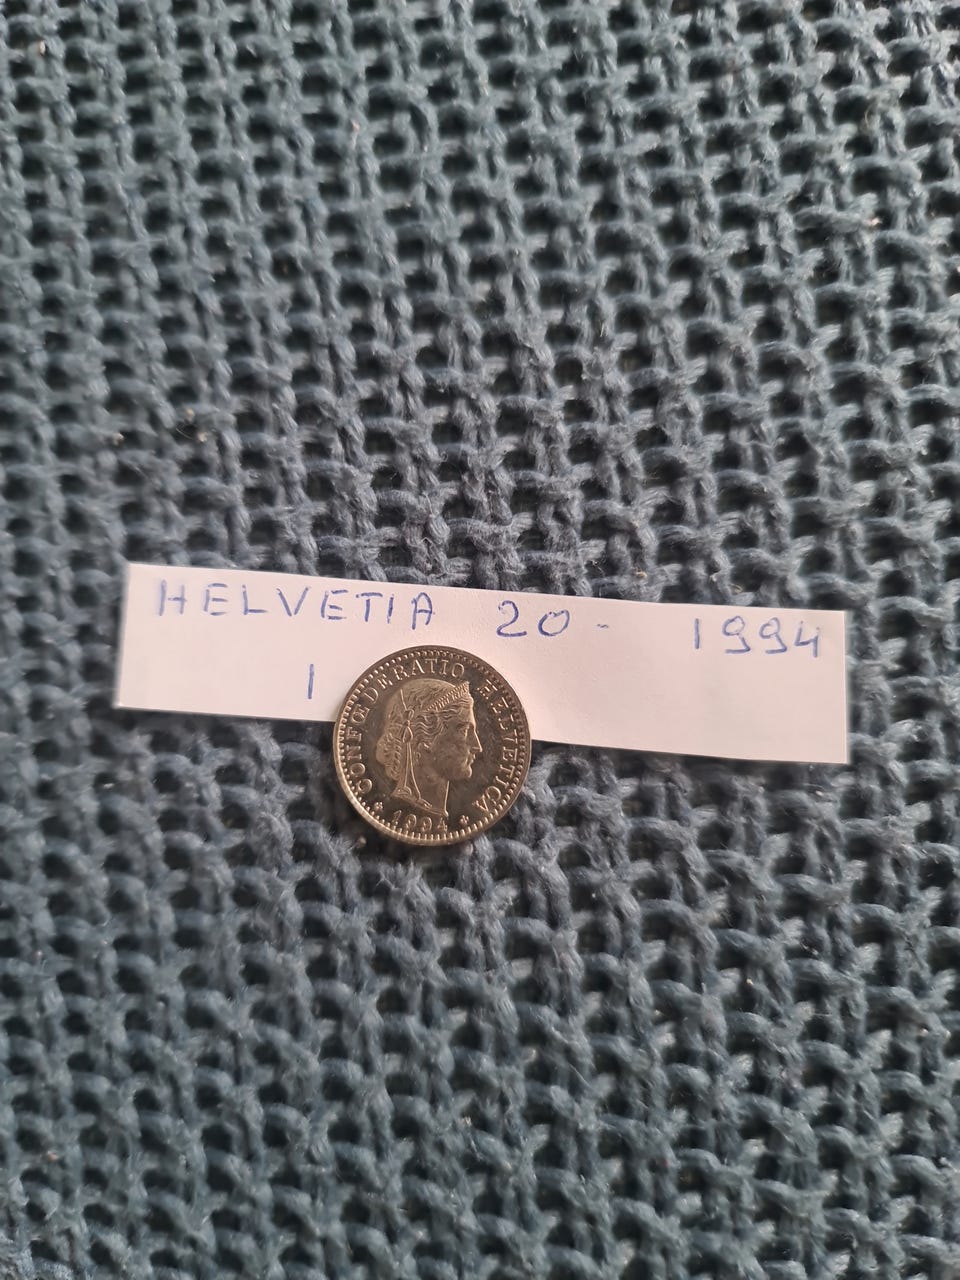 HELVETIA 20 - 1994
1
CONFŒDERATIO HELVETICA
1994